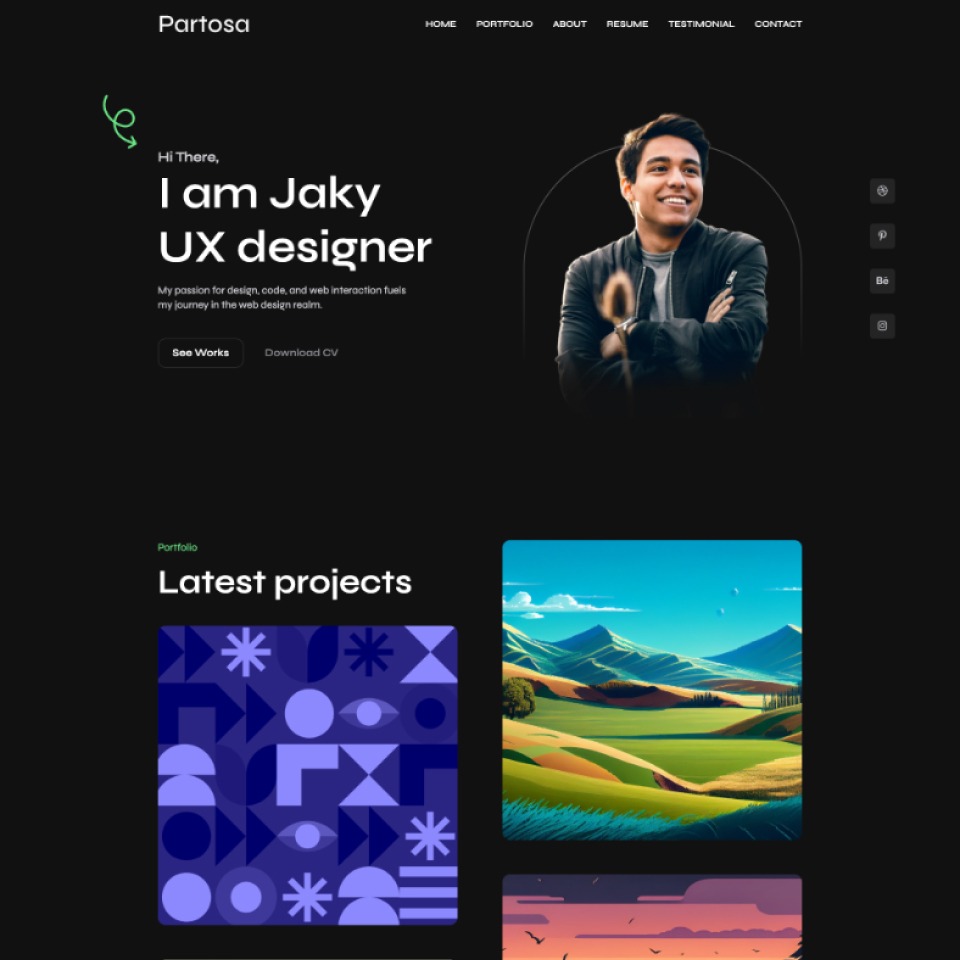 Partosa
HOME PORTFOLIO ABOUT RESUME TESTIMONIAL CONTACT
Hi There,
I am Jaky
UX designer
My passion for design, code, and web interaction fuels
my journey in the web design realm.
See Works Download CV
Bē
Portfolio
Latest projects